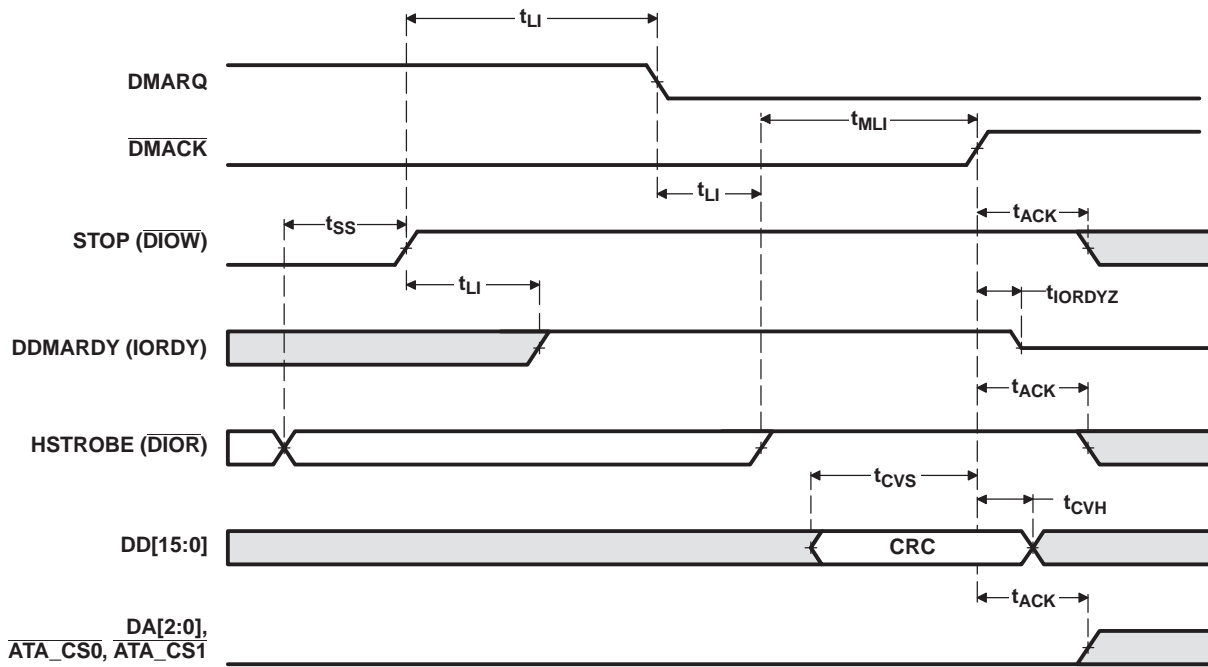 tLI
DMARQ
tMLI
DMACK
tLI
tACK
tSS
STOP (DIOW)
tLI
tIORDYZ
DDMARDY (IORDY)
tACK
HSTROBE (DIOR)
tCVS
tCVH
DD[15:0]
CRC
tACK
DA[2:0],
ATA_CS0, ATA_CS1